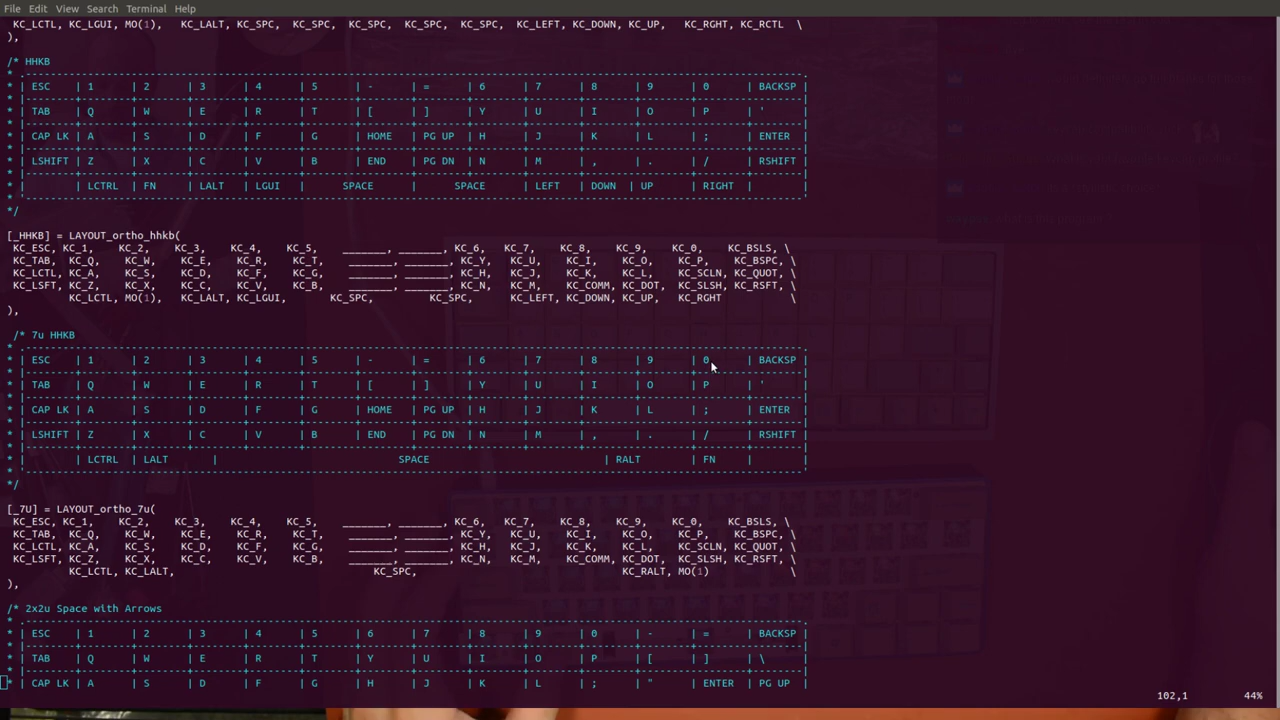 File Edit View Search Terminal Help
KC_LCTL, KC_LGUI, MO(1), KC_LALT, KC_SPC, KC_SPC, KC_SPC, KC_SPC, KC_SPC, KC_LEFT, KC_DOWN, KC_UP, KC_RGHT, KC_RCTL \
),
/* HHKB
* .---------------------------------------------------------------------------------------------------------.
* | ESC | 1 | 2 | 3 | 4 | 5 | - | = | 6 | 7 | 8 | 9 | 0 | BACKSP |
* | TAB | Q | W | E | R | T | [ | ] | Y | U | I | O | P | ' |
* | CAP LK | A | S | D | F | G | HOME | PG UP | H | J | K | L | ; | ENTER |
* | LSHIFT | Z | X | C | V | B | END | PG DN | N | M | , | . | / | RSHIFT |
* | | LCTRL | FN | LALT | LGUI | SPACE | SPACE | LEFT | DOWN | UP | RIGHT | |
*/
[_HHKB] = LAYOUT_ortho_hhkb(
KC_ESC, KC_1, KC_2, KC_3, KC_4, KC_5, _______, _______, KC_6, KC_7, KC_8, KC_9, KC_0, KC_BSLS, \
KC_TAB, KC_Q, KC_W, KC_E, KC_R, KC_T, _______, _______, KC_Y, KC_U, KC_I, KC_O, KC_P, KC_BSPC, \
KC_LCTL, KC_A, KC_S, KC_D, KC_F, KC_G, _______, _______, KC_H, KC_J, KC_K, KC_L, KC_SCLN, KC_QUOT, \
KC_LSFT, KC_Z, KC_X, KC_C, KC_V, KC_B, _______, _______, KC_N, KC_M, KC_COMM, KC_DOT, KC_SLSH, KC_RSFT, \
KC_LCTL, MO(1), KC_LALT, KC_LGUI, KC_SPC, KC_SPC, KC_LEFT, KC_DOWN, KC_UP, KC_RGHT \
),
/* 7u HHKB
* | ESC | 1 | 2 | 3 | 4 | 5 | - | = | 6 | 7 | 8 | 9 | 0 | BACKSP |
* | TAB | Q | W | E | R | T | [ | ] | Y | U | I | O | P | ' |
* | CAP LK | A | S | D | F | G | HOME | PG UP | H | J | K | L | ; | ENTER |
* | LSHIFT | Z | X | C | V | B | END | PG DN | N | M | , | . | / | RSHIFT |
* | | LCTRL | LALT | SPACE | RALT | FN | |
*/
[_7U] = LAYOUT_ortho_7u(
KC_ESC, KC_1, KC_2, KC_3, KC_4, KC_5, _______, _______, KC_6, KC_7, KC_8, KC_9, KC_0, KC_BSLS, \
KC_TAB, KC_Q, KC_W, KC_E, KC_R, KC_T, _______, _______, KC_Y, KC_U, KC_I, KC_O, KC_P, KC_BSPC, \
KC_LCTL, KC_A, KC_S, KC_D, KC_F, KC_G, _______, _______, KC_H, KC_J, KC_K, KC_L, KC_SCLN, KC_QUOT, \
KC_LSFT, KC_Z, KC_X, KC_C, KC_V, KC_B, _______, _______, KC_N, KC_M, KC_COMM, KC_DOT, KC_SLSH, KC_RSFT, \
KC_LCTL, KC_LALT, KC_SPC, KC_RALT, MO(1) \
),
/* 2x2u Space with Arrows
* | ESC | 1 | 2 | 3 | 4 | 5 | 6 | 7 | 8 | 9 | 0 | - | = | BACKSP |
* | TAB | Q | W | E | R | T | Y | U | I | O | P | [ | ] | \ |
* | CAP LK | A | S | D | F | G | H | J | K | L | ; | " | ENTER | PG UP |
102,1 44%